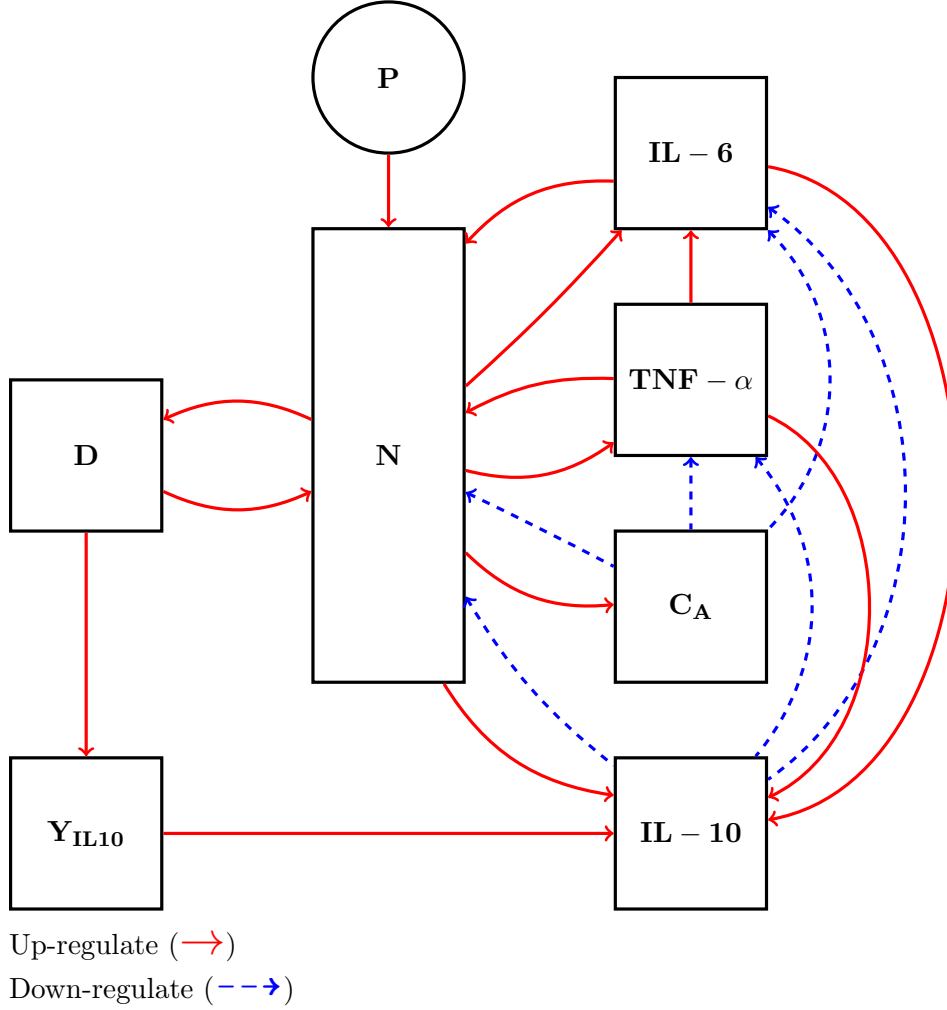 P
IL − 6
TNF − α
D
N
C_A
Y_IL10
IL − 10
Up-regulate (→)
Down-regulate (⇢)